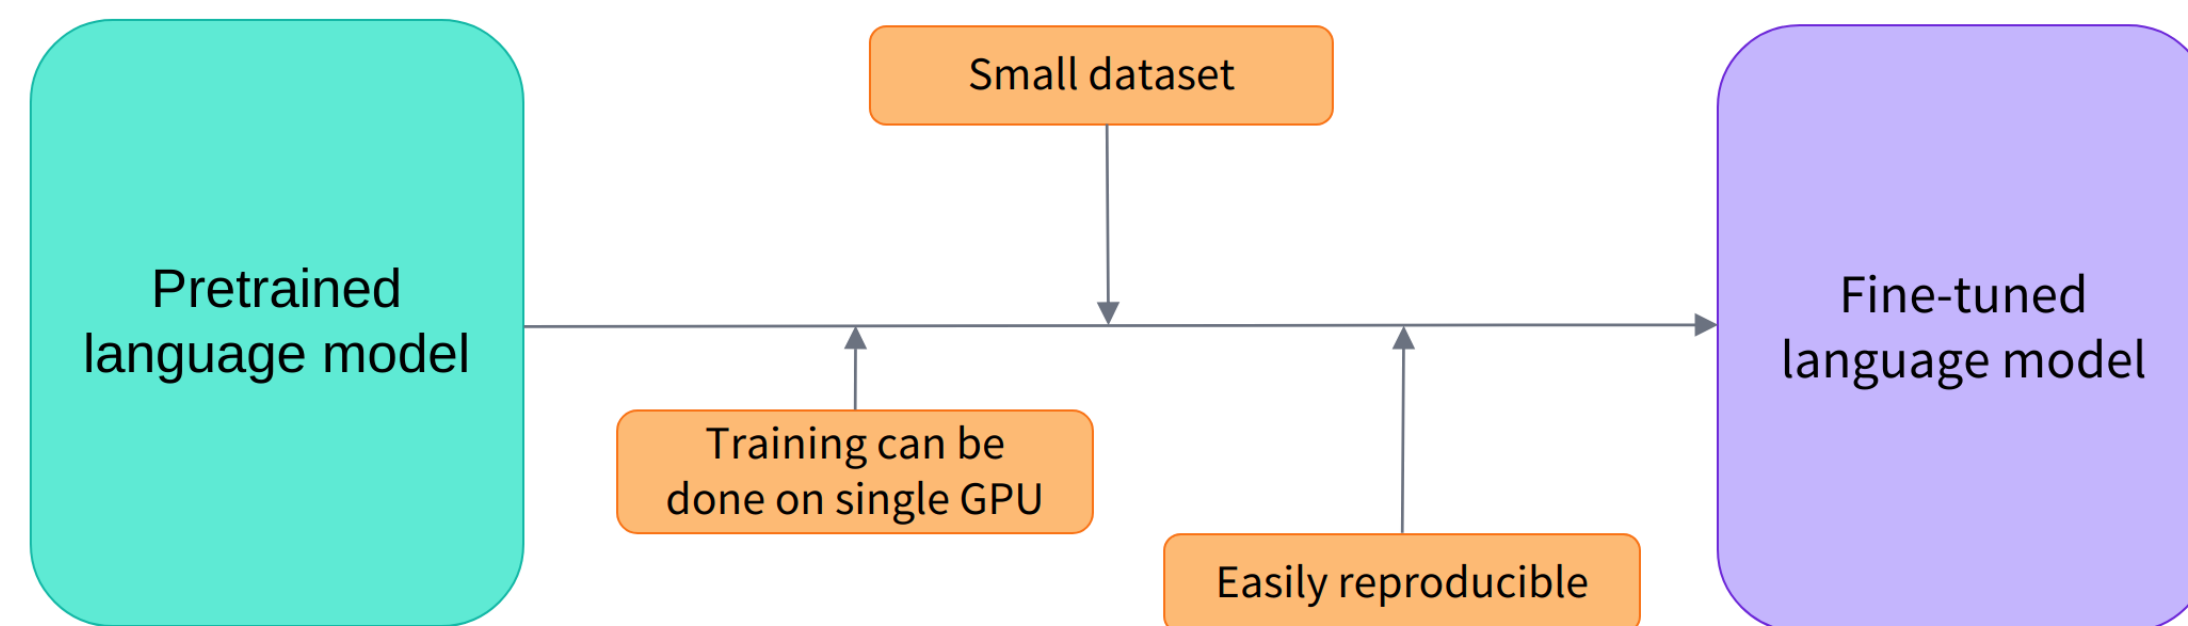 Small dataset
Pretrained
language model
Fine-tuned
language model
Training can be
done on single GPU
Easily reproducible